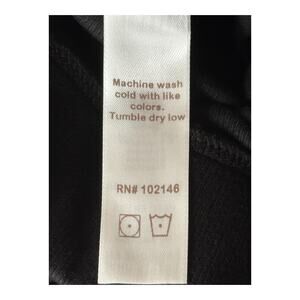 Machine wash
cold with like
colors.
Tumble dry low
RN# 102146